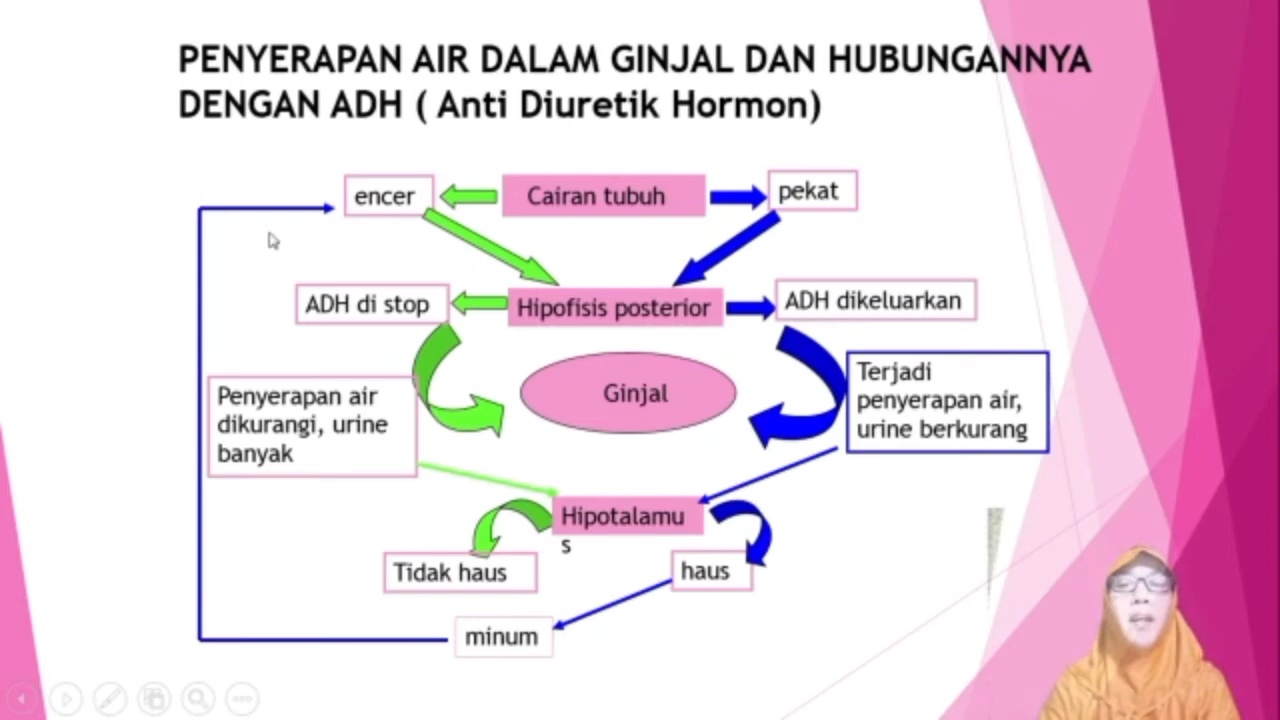 PENYERAPAN AIR DALAM GINJAL DAN HUBUNGANNYA
DENGAN ADH ( Anti Diuretik Hormon)
encer
Cairan tubuh
pekat
ADH di stop
Hipofisis posterior
ADH dikeluarkan
Ginjal
Terjadi
penyerapan air,
urine berkurang
Penyerapan air
dikurangi, urine
banyak
Hipotalamu
s
Tidak haus
haus
minum